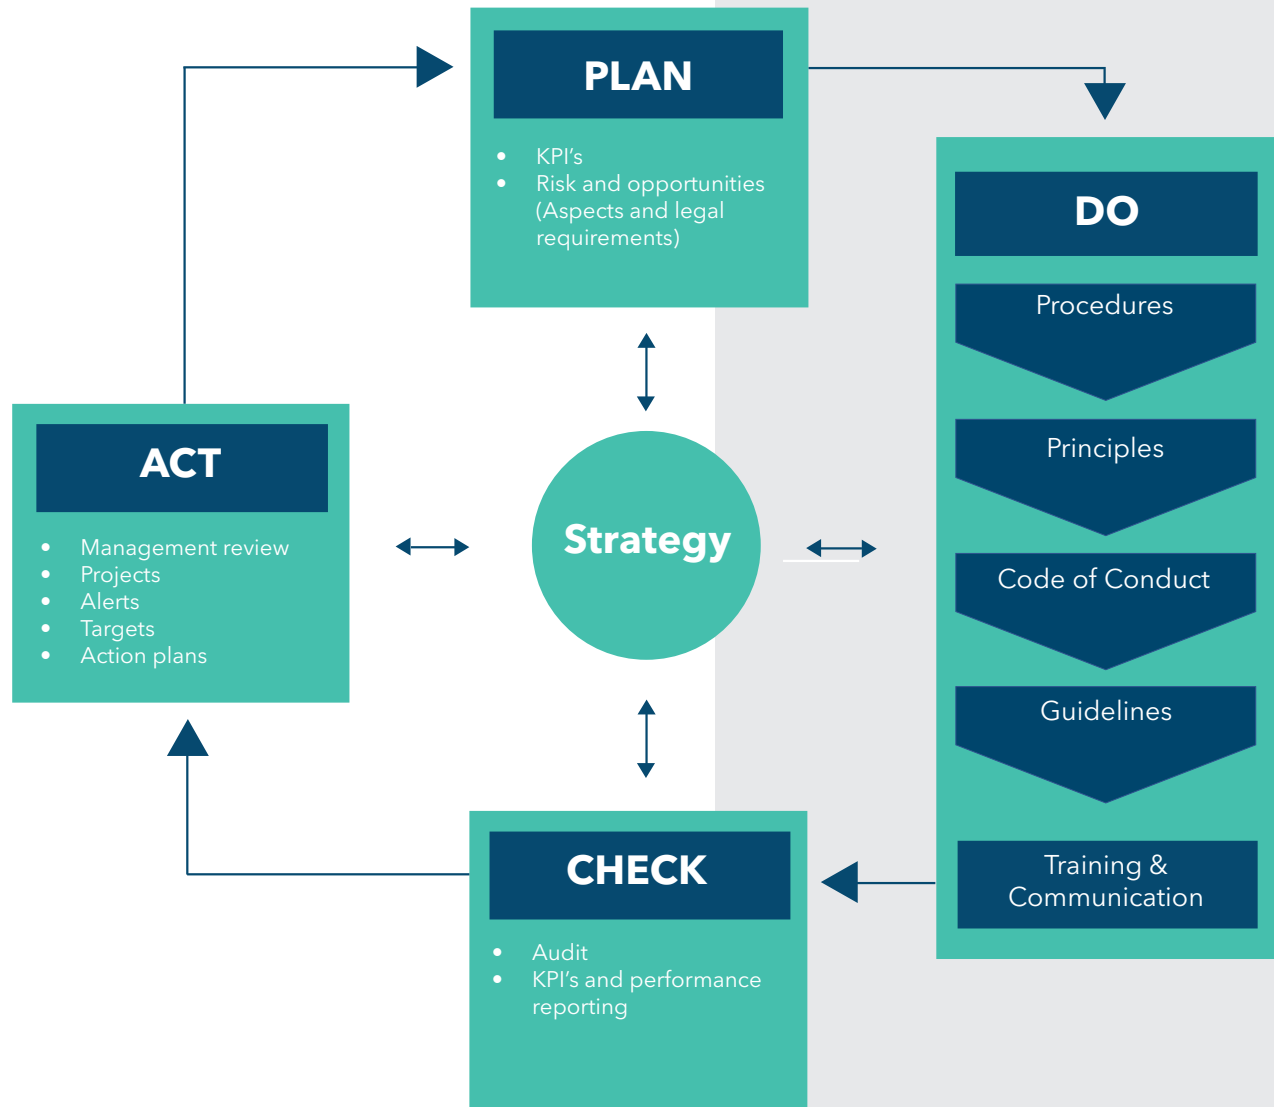 PLAN
• KPI's
• Risk and opportunities
(Aspects and legal
requirements)
DO
Procedures
Principles
Code of Conduct
Guidelines
Training &
Communication
CHECK
• Audit
• KPI's and performance
reporting
ACT
• Management review
• Projects
• Alerts
• Targets
• Action plans
Strategy